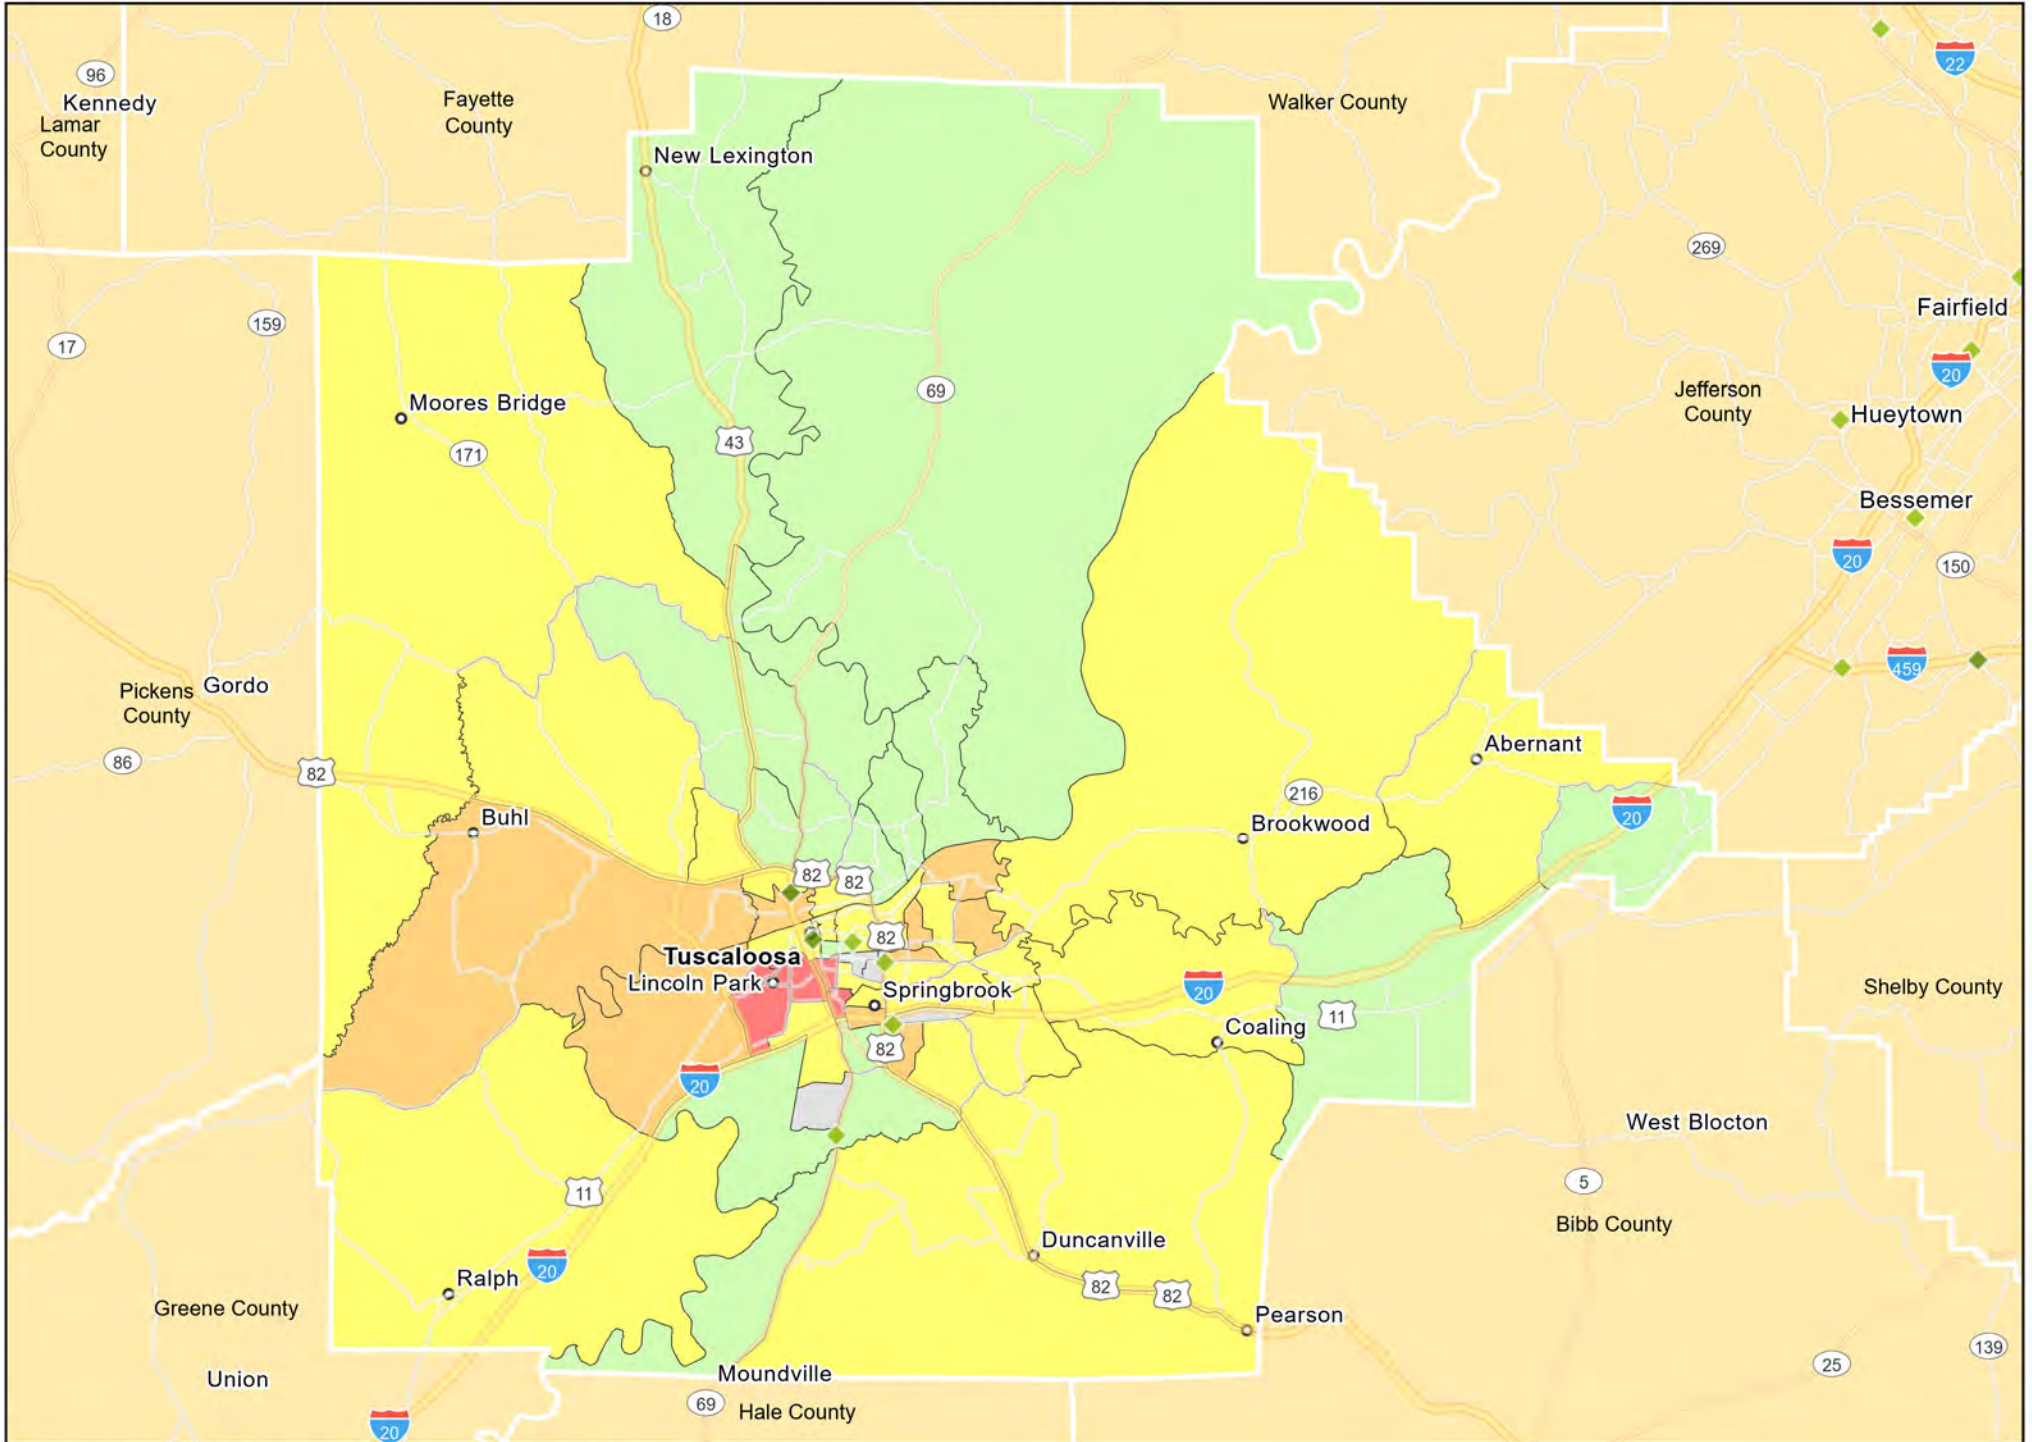 18
96
Kennedy
Lamar
County
Fayette
County
Walker County
22
New Lexington
269
Fairfield
159
17
20
69
Jefferson
County
Moores Bridge
Hueytown
43
171
Bessemer
20
150
459
Pickens
County
Gordo
Abernant
86
82
216
20
Buhl
Brookwood
82
82
82
Tuscaloosa
Lincoln Park
20
Springbrook
Shelby County
11
Coaling
82
20
West Blocton
5
11
Bibb County
Duncanville
20
Ralph
82
82
Greene County
Pearson
139
25
Union
Moundville
69
Hale County
20